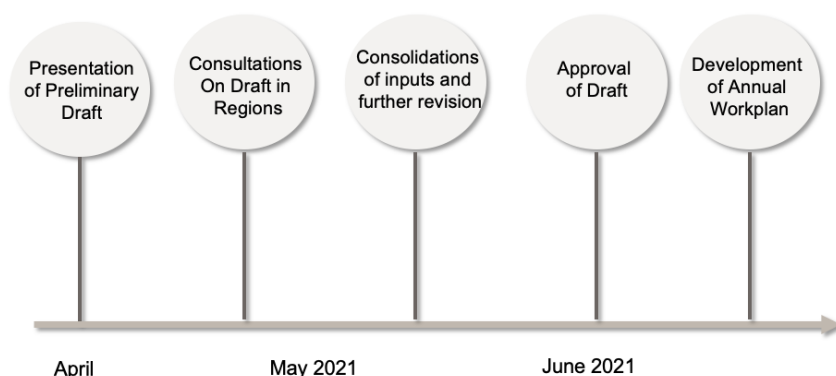 Presentation
of Preliminary
Draft
Consultations
On Draft in
Regions
Consolidations
of inputs and
further revision
Approval
of Draft
Development
of Annual
Workplan
April
May 2021
June 2021